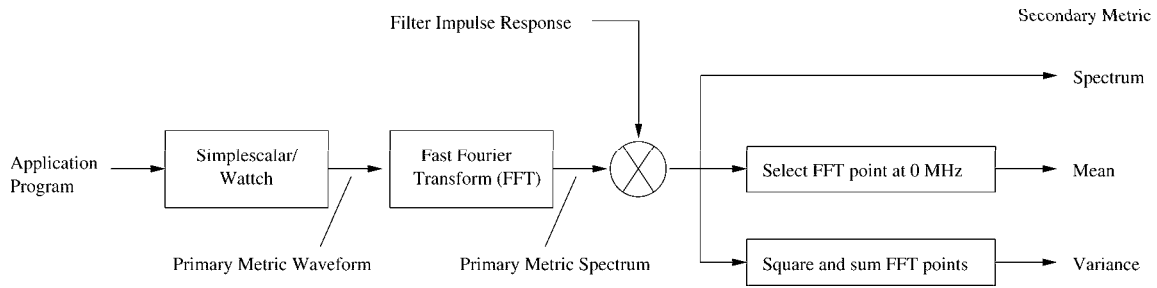 Secondary Metric
Filter Impulse Response
Spectrum
Application
Program
Simplescalar/
Wattch
Fast Fourier
Transform (FFT)
Select FFT point at 0 MHz
Mean
Primary Metric Waveform
Primary Metric Spectrum
Square and sum FFT points
Variance